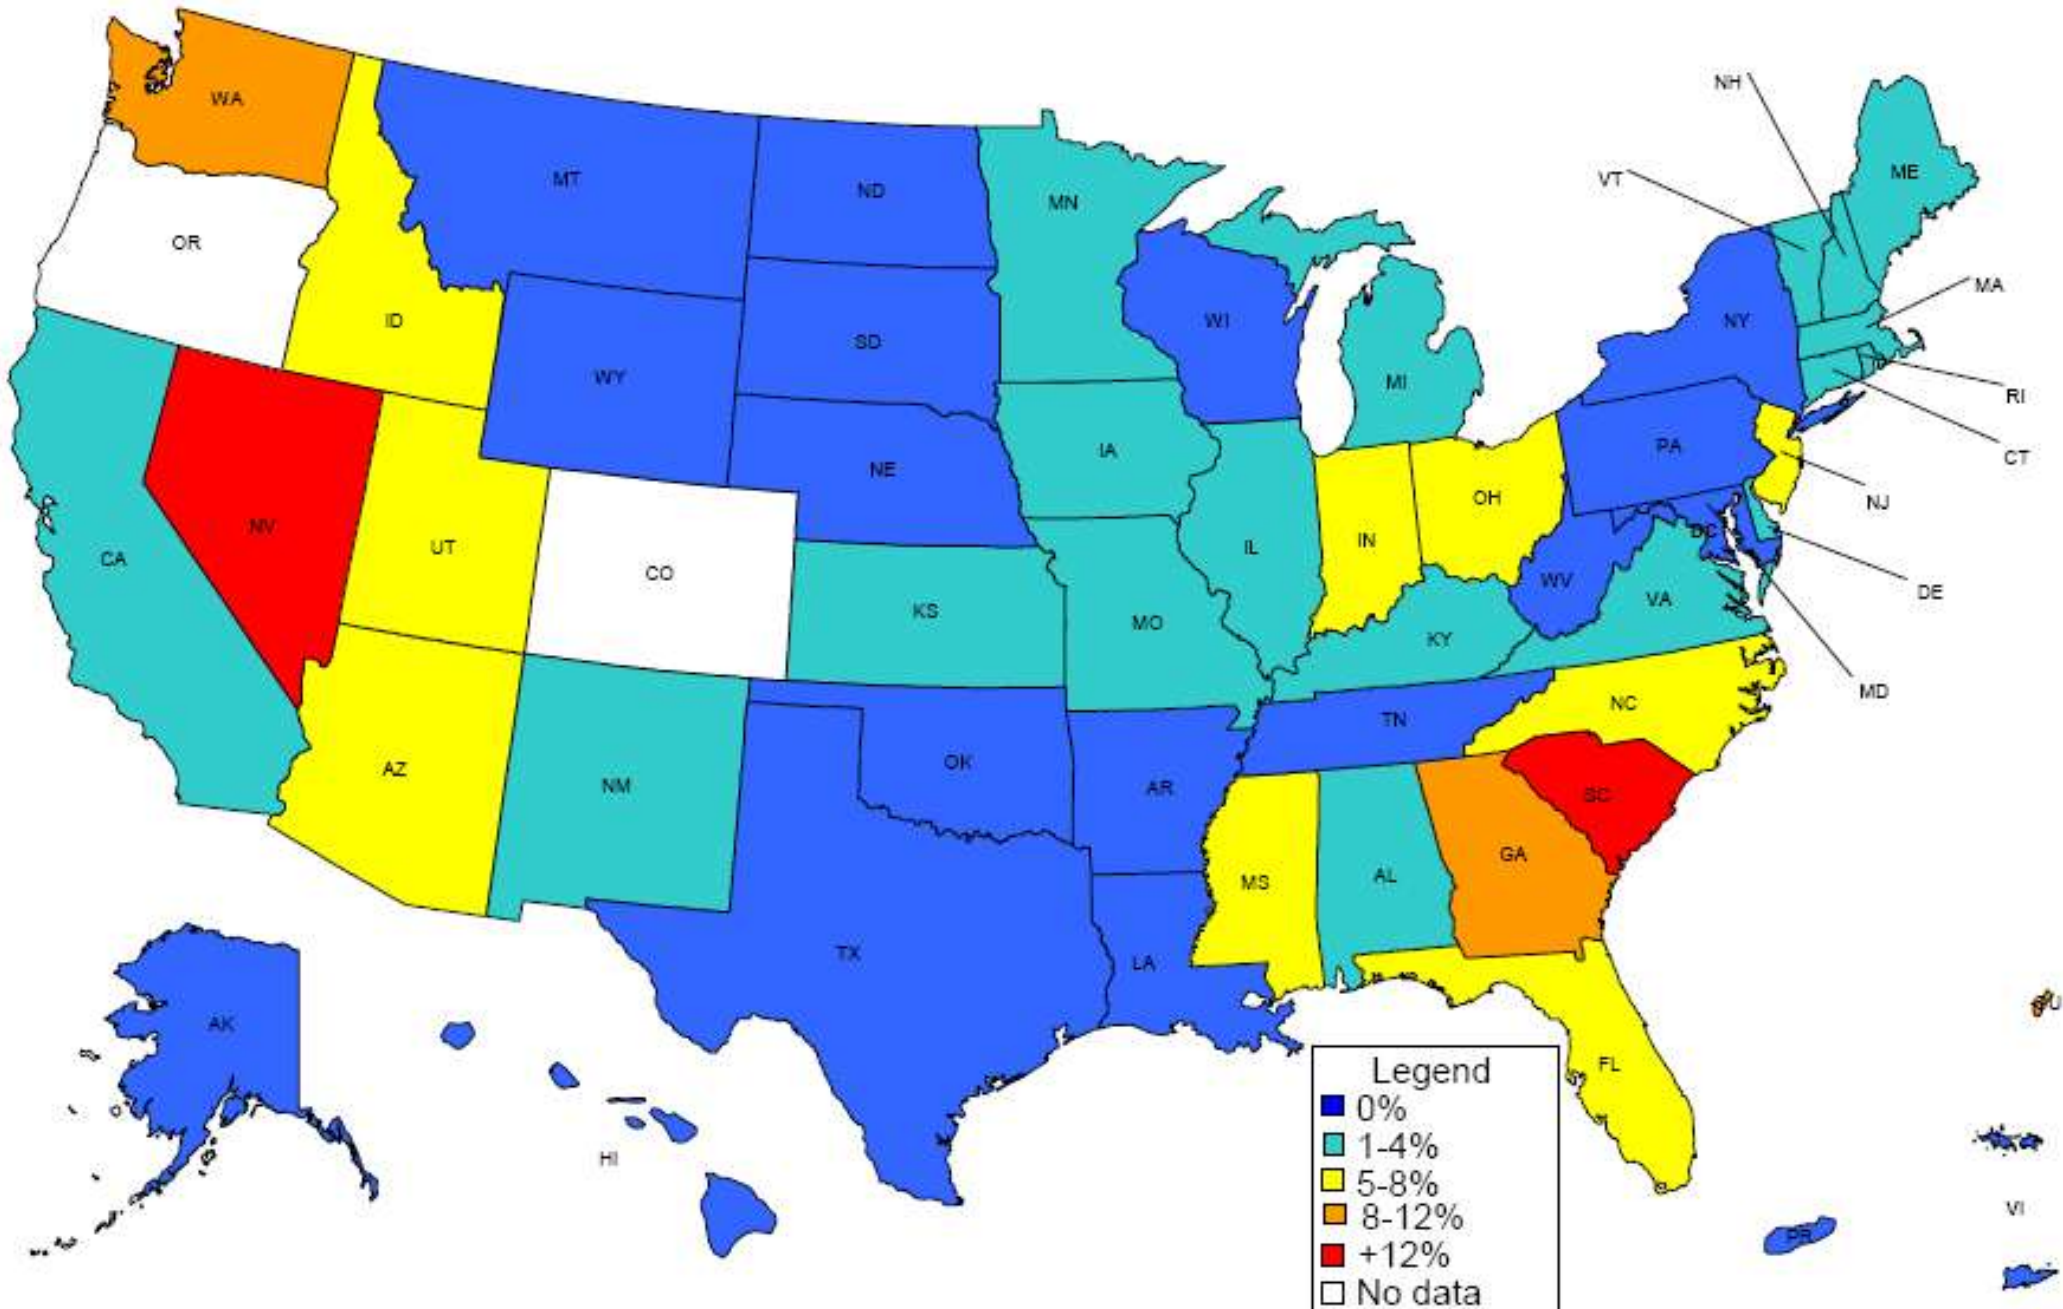 WA
NH
MT
ND
VT
ME
MN
OR
MA
ID
WI
NY
SD
WY
MI
RI
IA
PA
NE
CT
OH
NJ
NV
DC
IN
UT
IL
CA
CO
WV
DE
KS
VA
MO
KY
MD
NC
TN
OK
AZ
NM
AR
SC
GA
MS
AL
TX
LA
AK
FL
HI
VI
PR
Legend
0%
1-4%
5-8%
8-12%
+12%
No data